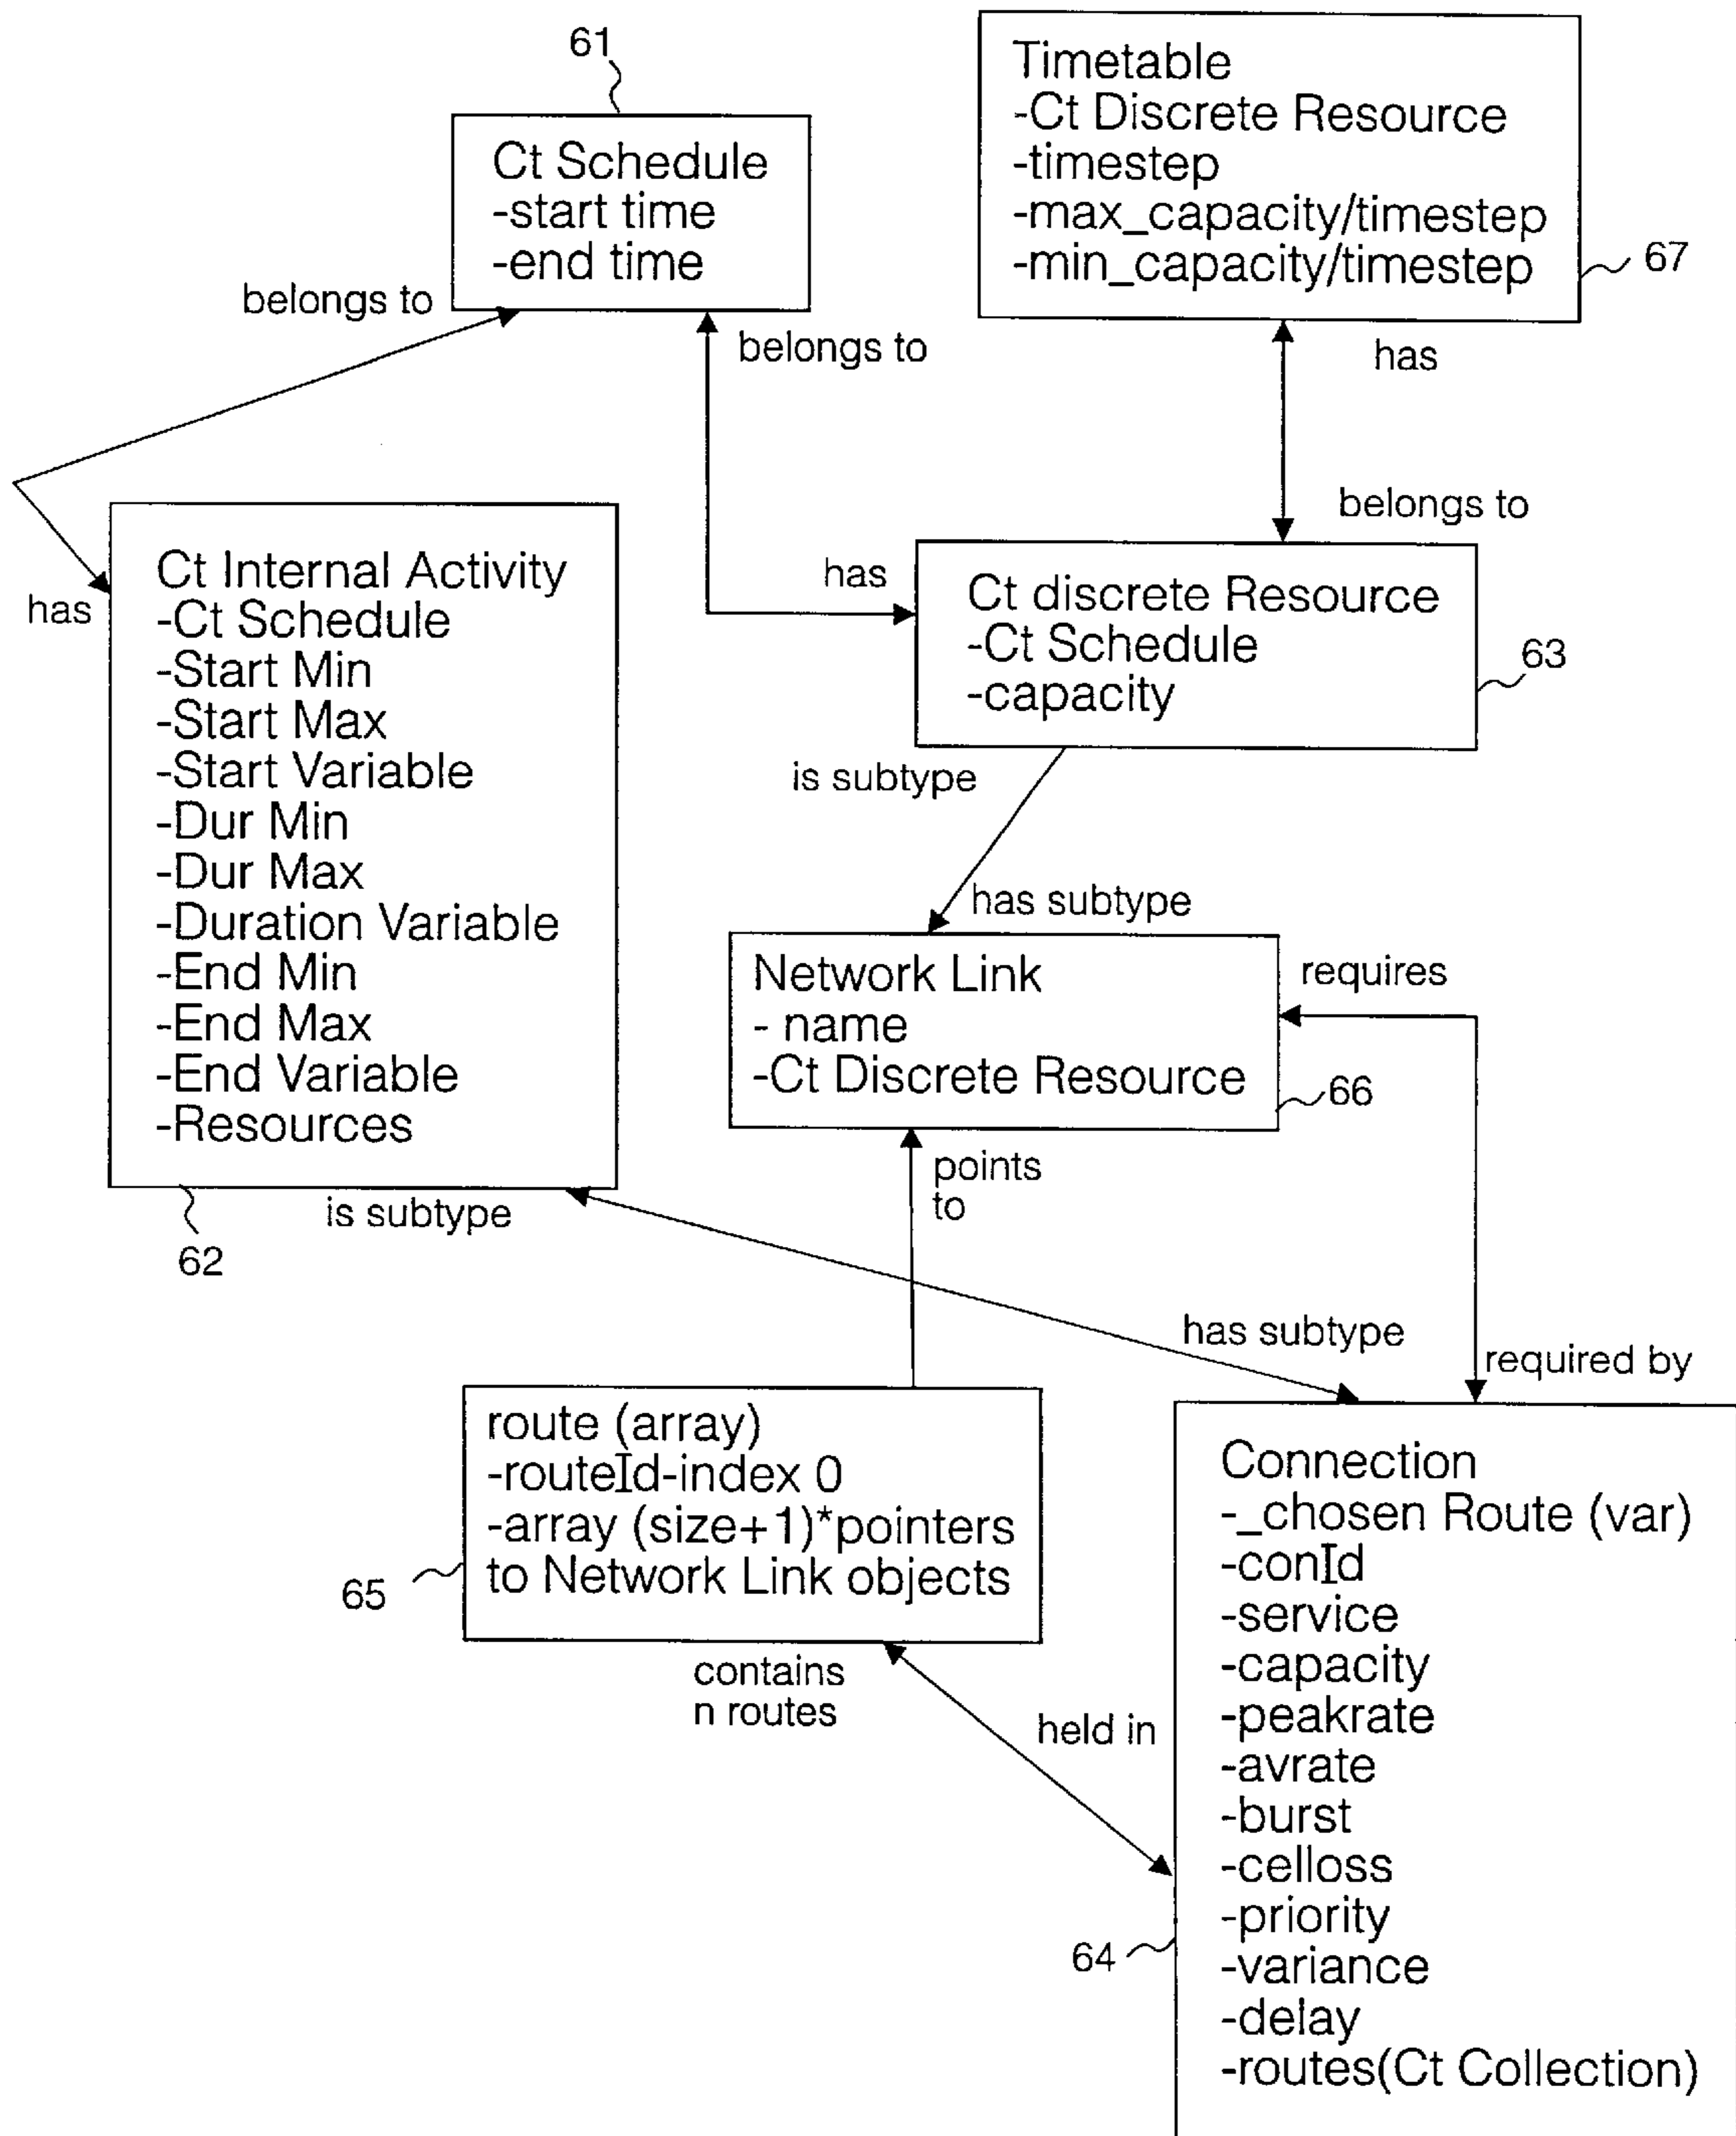 61
Ct Schedule
-start time
-end time
Timetable
-Ct Discrete Resource
-timestep
-max_capacity/timestep
-min_capacity/timestep
67
belongs to
belongs to
has
belongs to
has
has
Ct Internal Activity
-Ct Schedule
-Start Min
-Start Max
-Start Variable
-Dur Min
-Dur Max
-Duration Variable
-End Min
-End Max
-End Variable
-Resources
62
is subtype
Ct discrete Resource
-Ct Schedule
-capacity
63
is subtype
has subtype
Network Link
- name
-Ct Discrete Resource
66
requires
points
to
has subtype
required by
route (array)
-routeId-index 0
-array (size+1)*pointers
to Network Link objects
65
contains
n routes
held in
Connection
-_chosen Route (var)
-conId
-service
-capacity
-peakrate
-avrate
-burst
-celloss
-priority
-variance
-delay
-routes(Ct Collection)
64